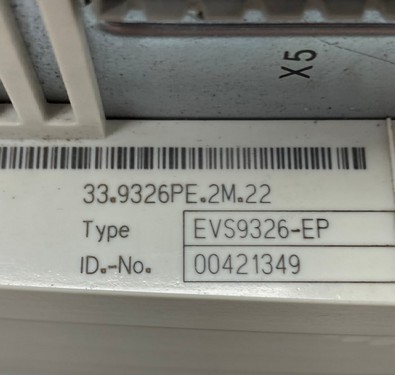 X5
33.9326PE.2M.22
Type EVS9326-EP
ID.-No. 00421349